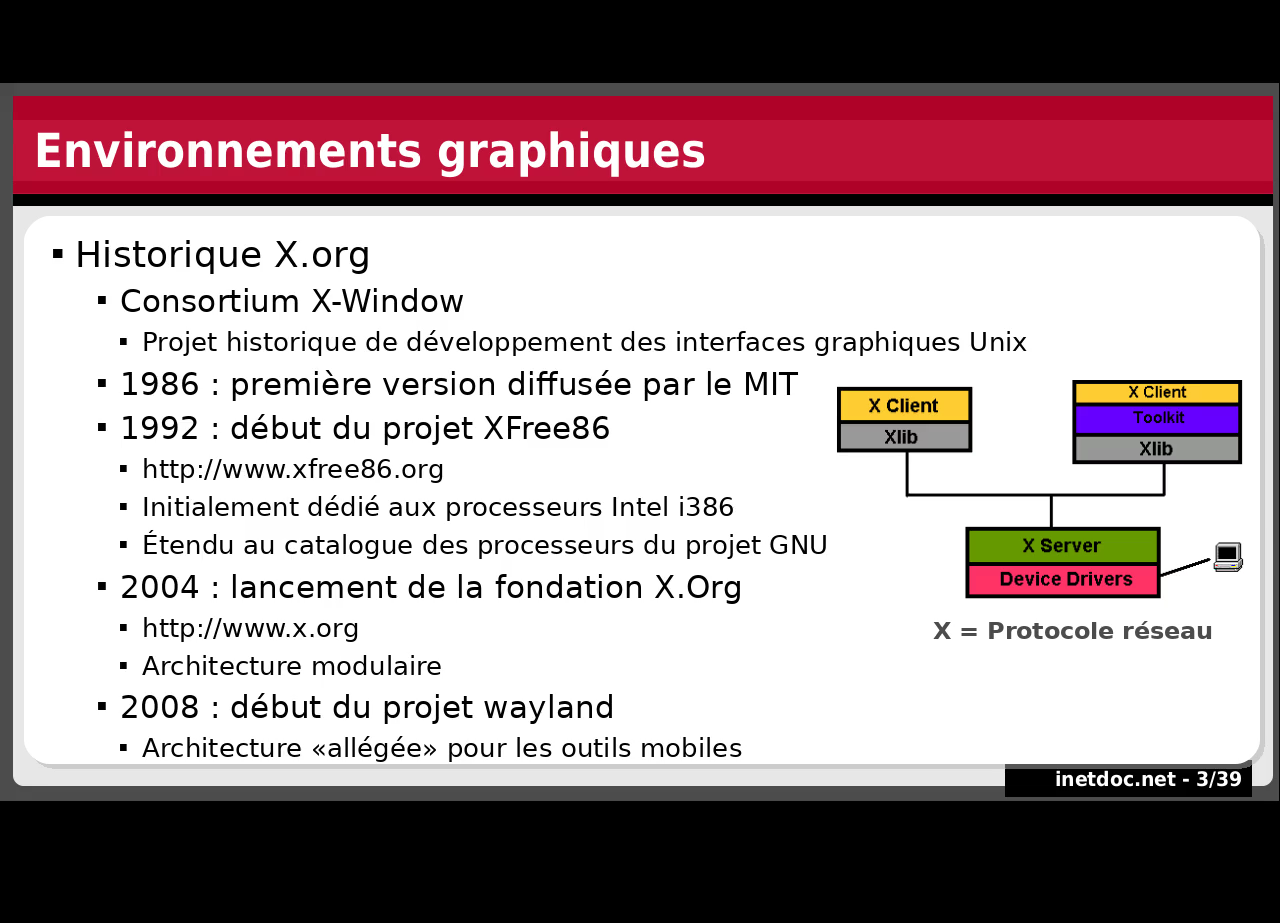 Environnements graphiques
Historique X.org
Consortium X-Window
Projet historique de développement des interfaces graphiques Unix
1986 : première version diffusée par le MIT
1992 : début du projet XFree86
http://www.xfree86.org
Initialement dédié aux processeurs Intel i386
Étendu au catalogue des processeurs du projet GNU
2004 : lancement de la fondation X.Org
http://www.x.org
Architecture modulaire
2008 : début du projet wayland
Architecture «allégée» pour les outils mobiles
X Client
Xlib
X Client
Toolkit
Xlib
X Server
Device Drivers
X = Protocole réseau
inetdoc.net - 3/39